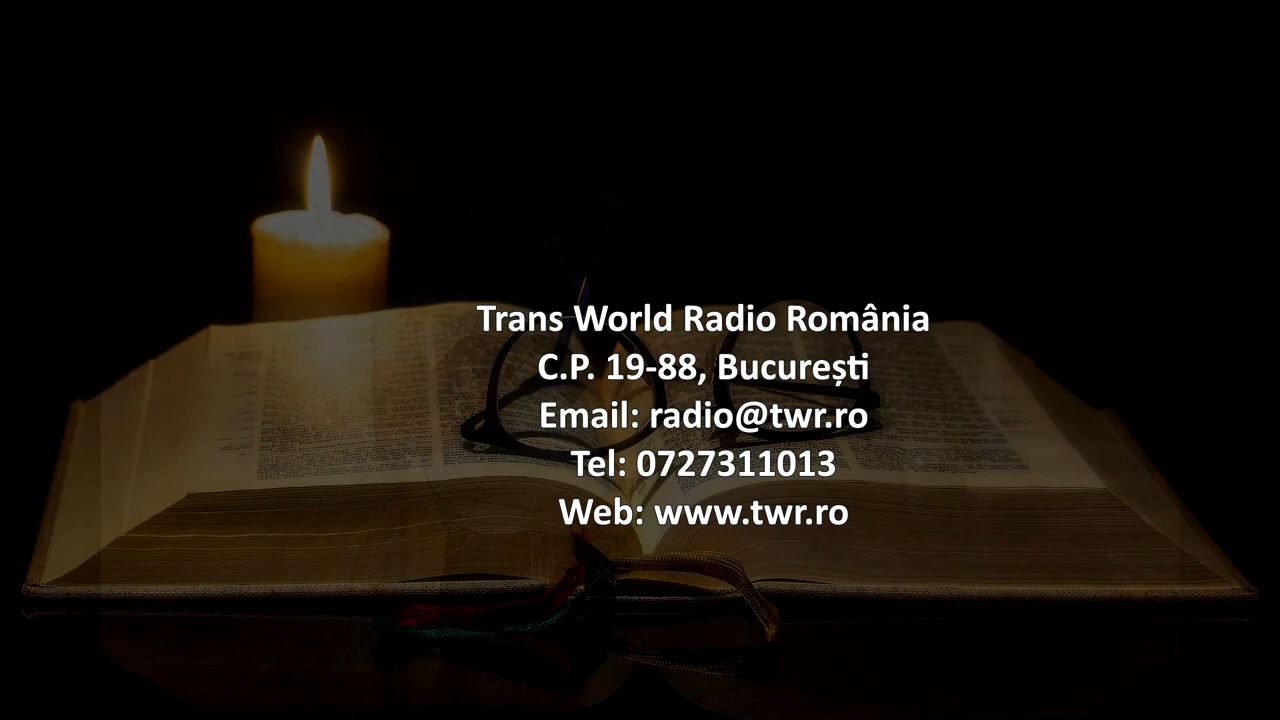 Trans World Radio România
C.P. 19-88, București
Email: radio@twr.ro
Tel: 0727311013
Web: www.twr.ro